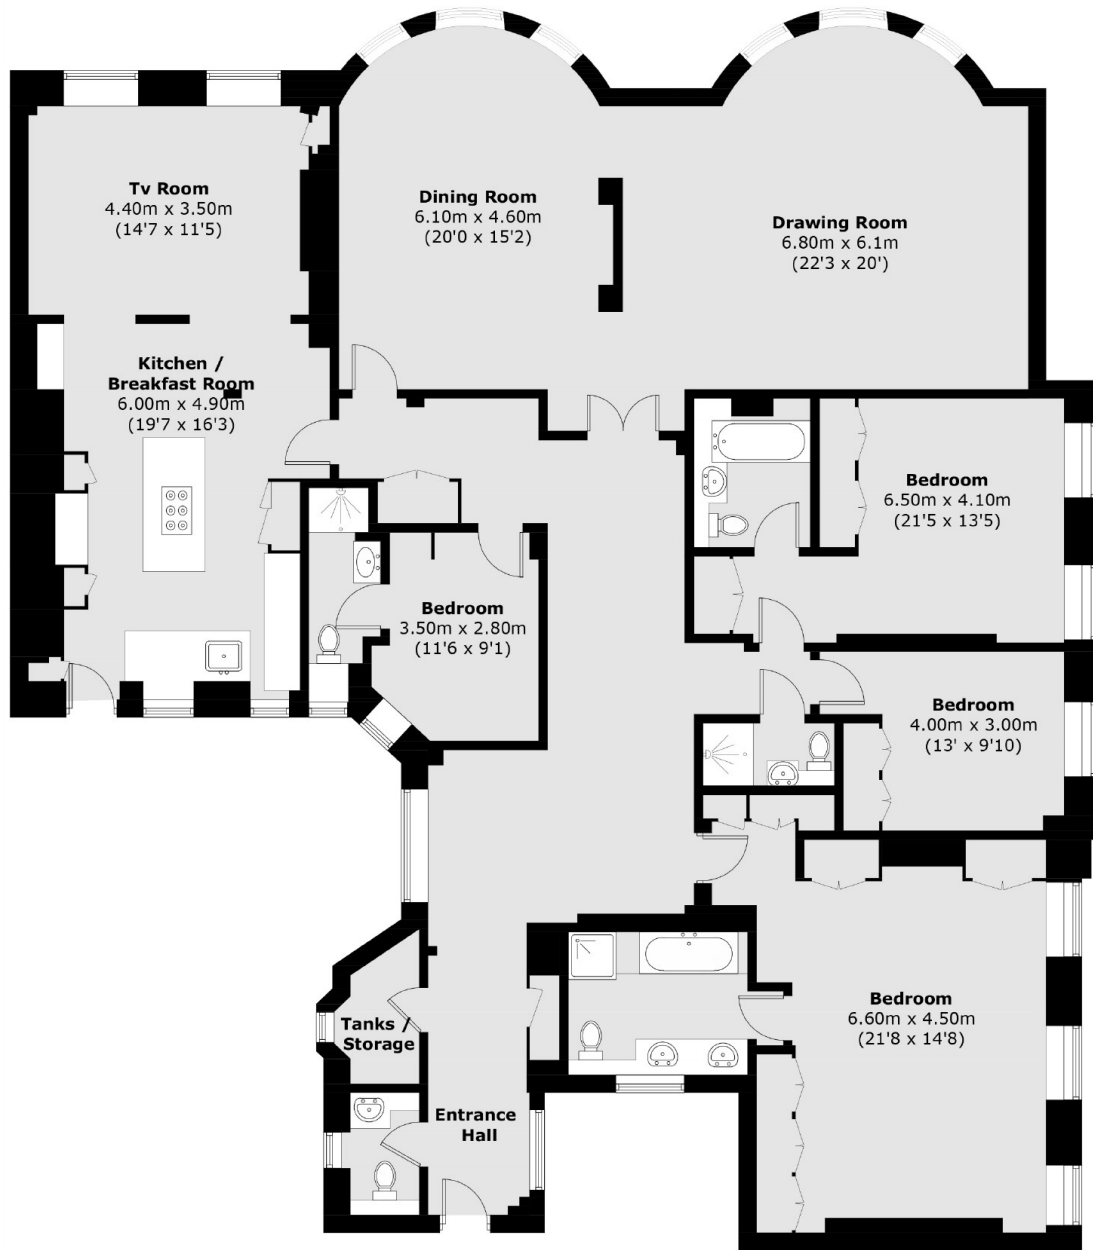 Tv Room
4.40m x 3.50m
(14'7 x 11'5)
Dining Room
6.10m x 4.60m
(20'0 x 15'2)
Drawing Room
6.80m x 6.1m
(22'3 x 20')
Kitchen /
Breakfast Room
6.00m x 4.90m
(19'7 x 16'3)
Bedroom
6.50m x 4.10m
(21'5 x 13'5)
Bedroom
3.50m x 2.80m
(11'6 x 9'1)
Bedroom
4.00m x 3.00m
(13' x 9'10)
Bedroom
6.60m x 4.50m
(21'8 x 14'8)
Tanks /
Storage
Entrance
Hall